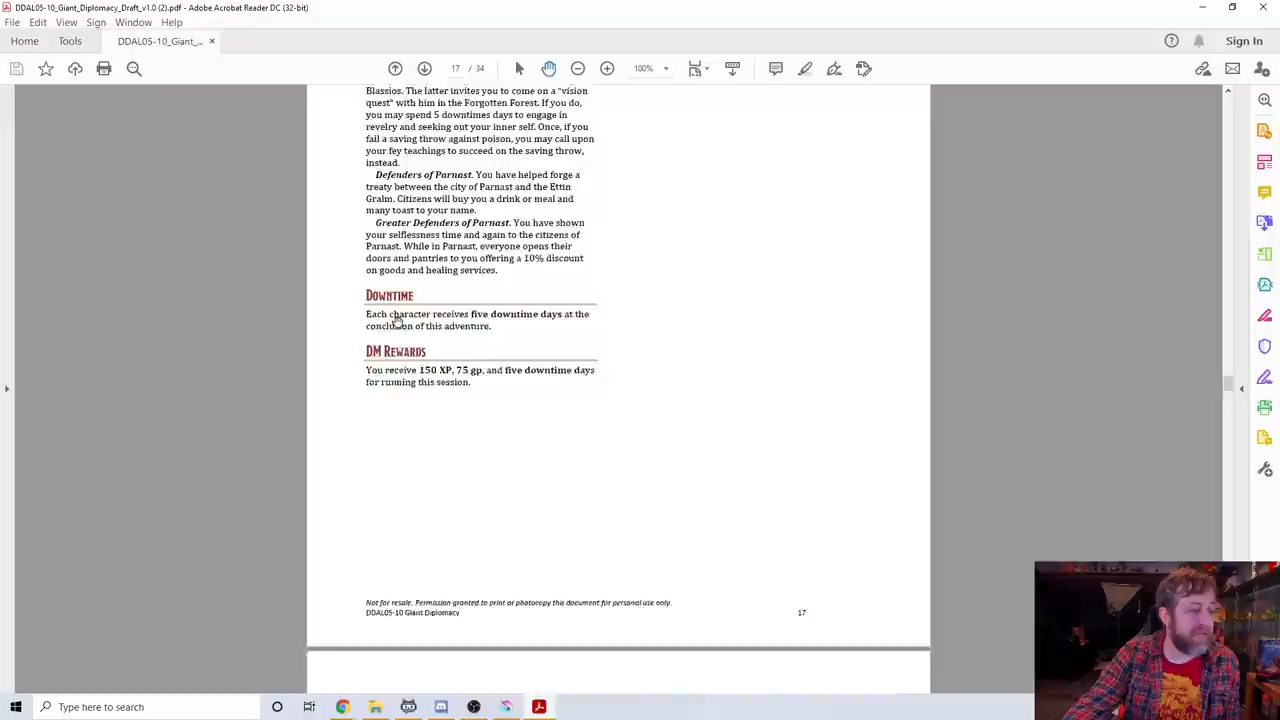 DDAL05-10_Giant_Diplomacy_Draft_v1.0 (2).pdf - Adobe Acrobat Reader DC (32-bit)
File Edit View Sign Window Help
Home Tools DDAL05-10_Giant_... × Sign In
17 / 34 100%
Blassios. The latter invites you to come on a "vision
quest" with him in the Forgotten Forest. If you do,
you may spend 5 downtimes days to engage in
revelry and seeking out your inner self. Once, if you
fail a saving throw against poison, you may call upon
your fey teachings to succeed on the saving throw,
instead.
Defenders of Parnast. You have helped forge a
treaty between the city of Parnast and the Ettin
Gralm. Citizens will buy you a drink or meal and
many toast to your name.
Greater Defenders of Parnast. You have shown
your selflessness time and again to the citizens of
Parnast. While in Parnast, everyone opens their
doors and pantries to you offering a 10% discount
on goods and healing services.
Downtime
Each character receives five downtime days at the
conclusion of this adventure.
DM Rewards
You receive 150 XP, 75 gp, and five downtime days
for running this session.
Not for resale. Permission granted to print or photocopy this document for personal use only.
DDAL05-10 Giant Diplomacy 17
Type here to search